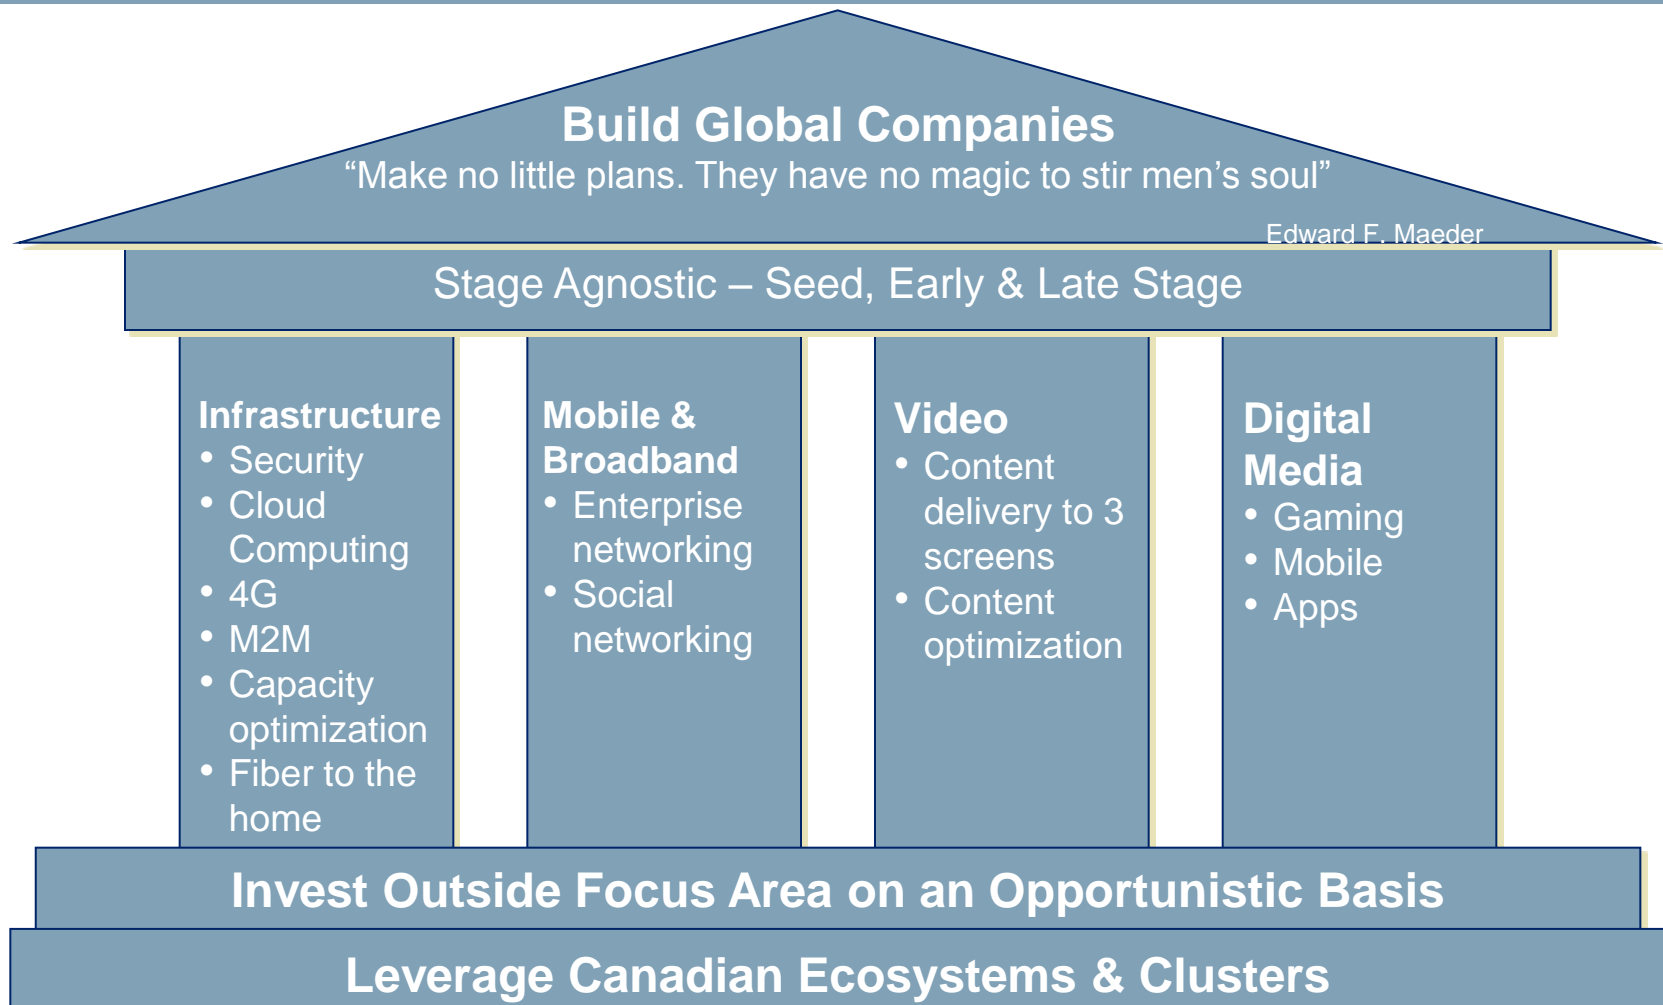 Build Global Companies
“Make no little plans. They have no magic to stir men’s soul”
Edward F. Maeder
Stage Agnostic – Seed, Early & Late Stage
Infrastructure
• Security
• Cloud
Computing
• 4G
• M2M
• Capacity
optimization
• Fiber to the
home
Mobile &
Broadband
• Enterprise
networking
• Social
networking
Video
• Content
delivery to 3
screens
• Content
optimization
Digital
Media
• Gaming
• Mobile
• Apps
Invest Outside Focus Area on an Opportunistic Basis
Leverage Canadian Ecosystems & Clusters